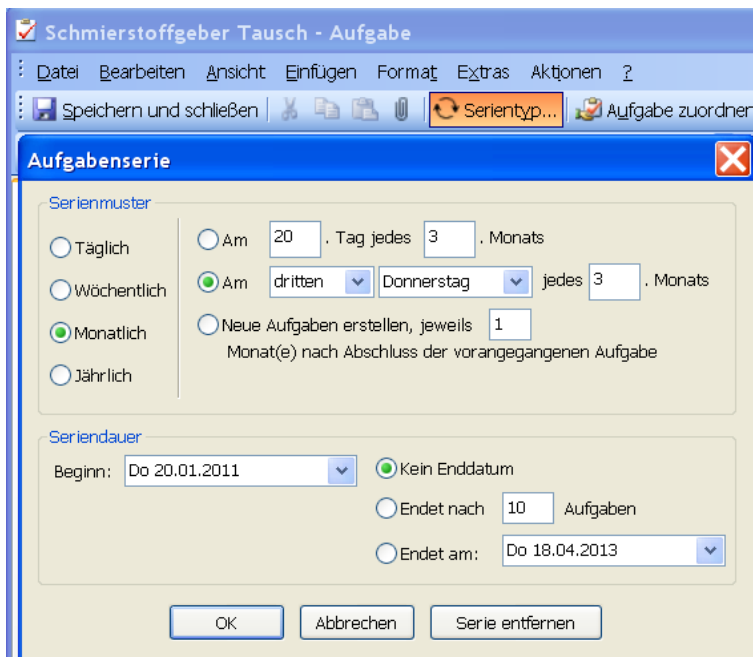 Schmierstoffgeber Tausch - Aufgabe
Datei Bearbeiten Ansicht Einfügen Format Extras Aktionen ?
Speichern und schließen Serientyp... Aufgabe zuordnen
Aufgabenserie
Serienmuster
Täglich
Wöchentlich
Monatlich
Jährlich
Am 20 . Tag jedes 3 . Monats
Am dritten Donnerstag jedes 3 . Monats
Neue Aufgaben erstellen, jeweils 1
Monat(e) nach Abschluss der vorangegangenen Aufgabe
Seriendauer
Beginn: Do 20.01.2011
Kein Enddatum
Endet nach 10 Aufgaben
Endet am: Do 18.04.2013
OK Abbrechen Serie entfernen